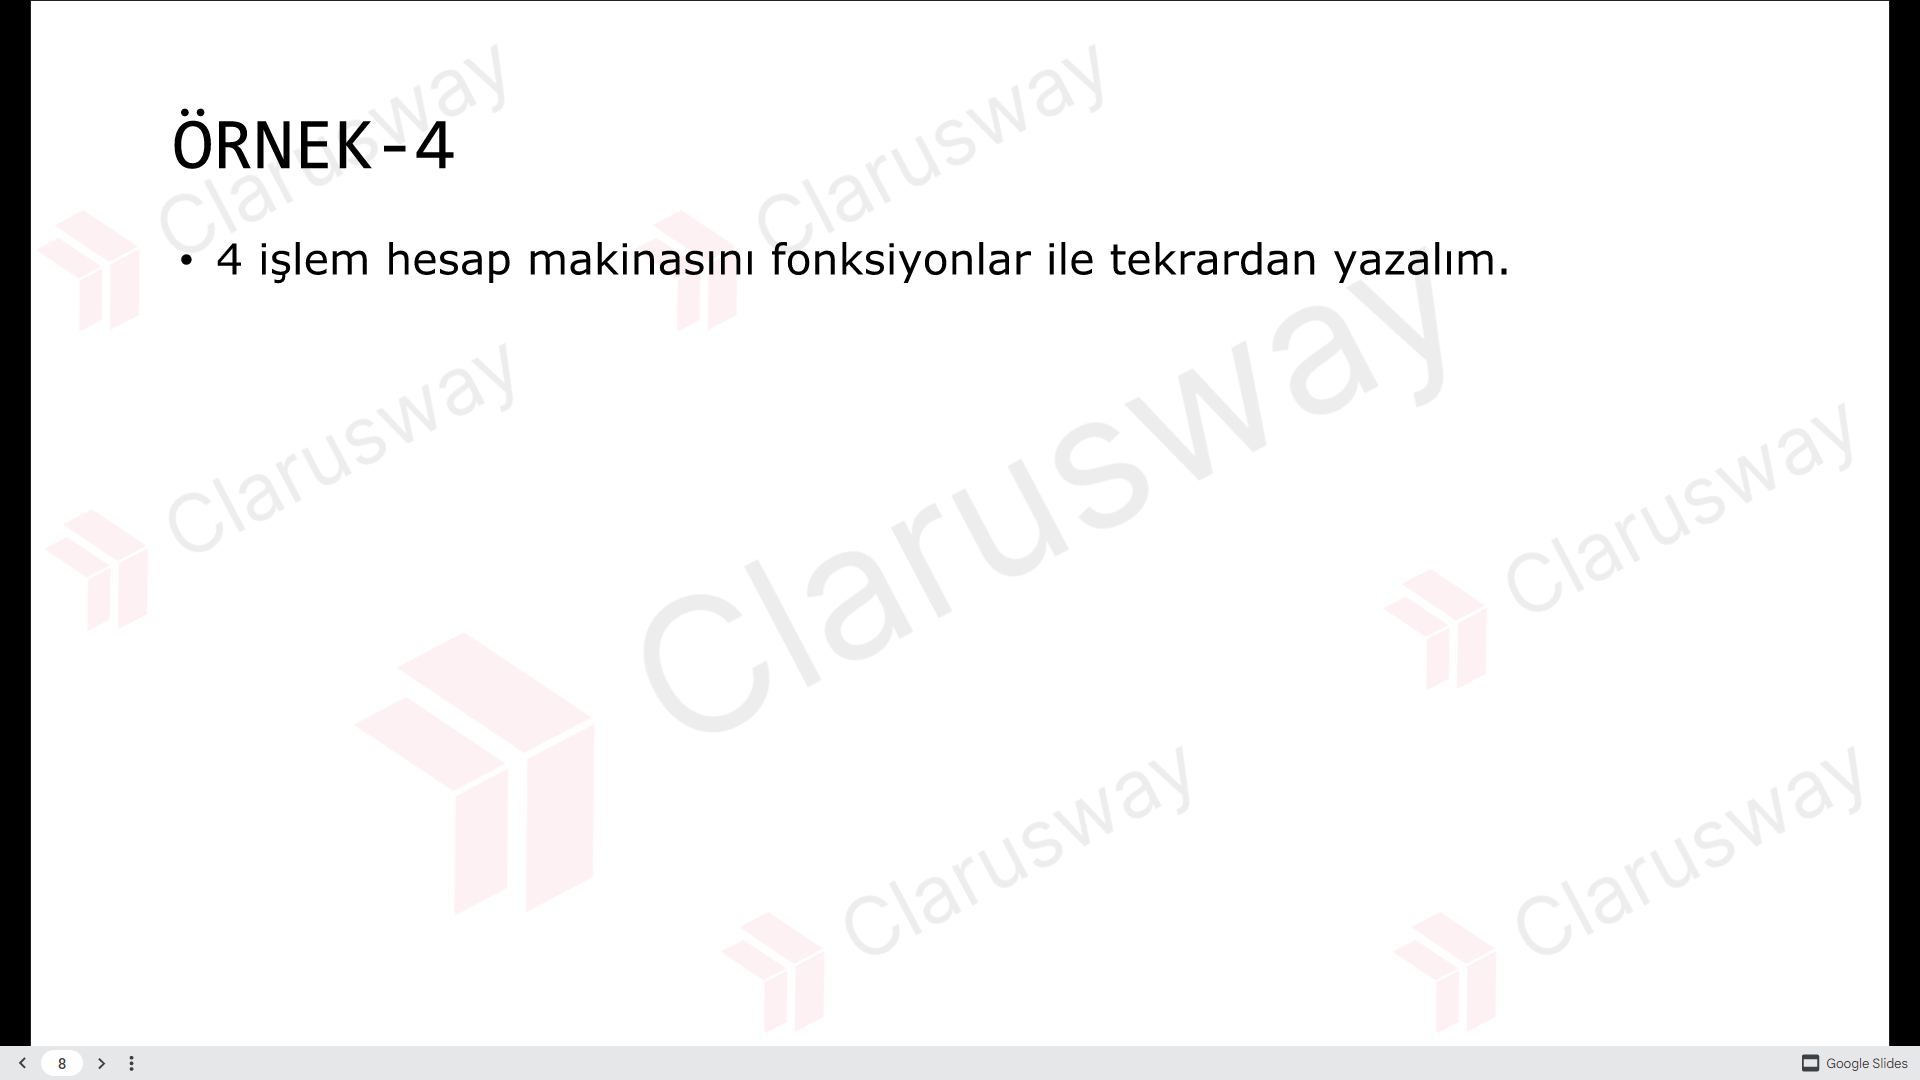 ÖRNEK-4
• 4 işlem hesap makinasını fonksiyonlar ile tekrardan yazalım.
Clarusway
Clarusway
Clarusway
Clarusway
Clarusway
Clarusway
Clarusway
8
Google Slides